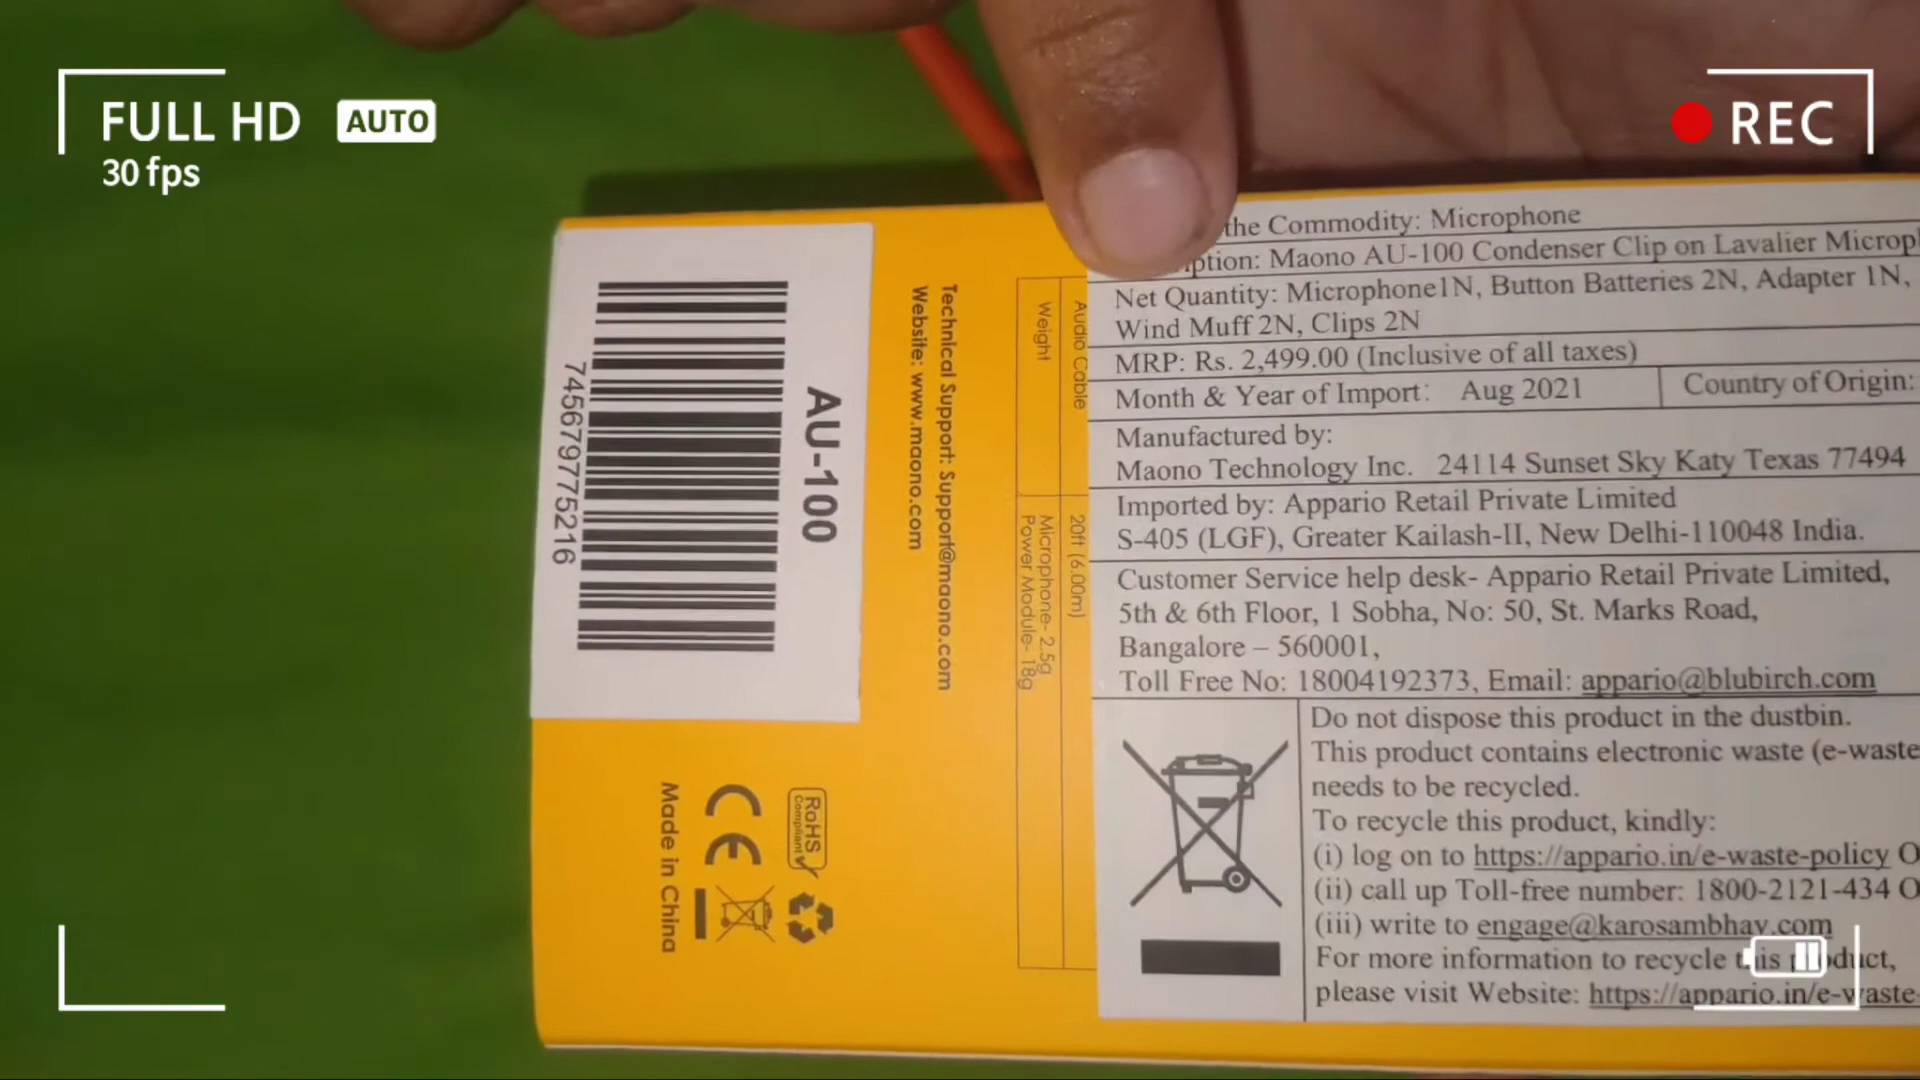 FULL HD AUTO
30 fps
REC
the Commodity: Microphone
ption: Maono AU-100 Condenser Clip on Lavalier Microp
Net Quantity: Microphone1N, Button Batteries 2N, Adapter 1N,
Wind Muff 2N, Clips 2N
MRP: Rs. 2,499.00 (Inclusive of all taxes)
Month & Year of Import: Aug 2021 Country of Origin:
Manufactured by:
Maono Technology Inc. 24114 Sunset Sky Katy Texas 77494
Imported by: Appario Retail Private Limited
S-405 (LGF), Greater Kailash-II, New Delhi-110048 India.
Customer Service help desk- Appario Retail Private Limited,
5th & 6th Floor, 1 Sobha, No: 50, St. Marks Road,
Bangalore – 560001,
Toll Free No: 18004192373, Email: appario@blubirch.com
Do not dispose this product in the dustbin.
This product contains electronic waste (e-waste
needs to be recycled.
To recycle this product, kindly:
(i) log on to https://appario.in/e-waste-policy O
(ii) call up Toll-free number: 1800-2121-434 O
(iii) write to engage@karosambhav.com
For more information to recycle this product,
please visit Website: https://appario.in/e-waste-
Audio Cable 20ft (6.00m)
Weight Microphone- 2.5g
Power Module- 18g
Technical Support: Support@maono.com
Website: www.maono.com
AU-100
745679775216
RoHS
Compliant
CE
Made in China